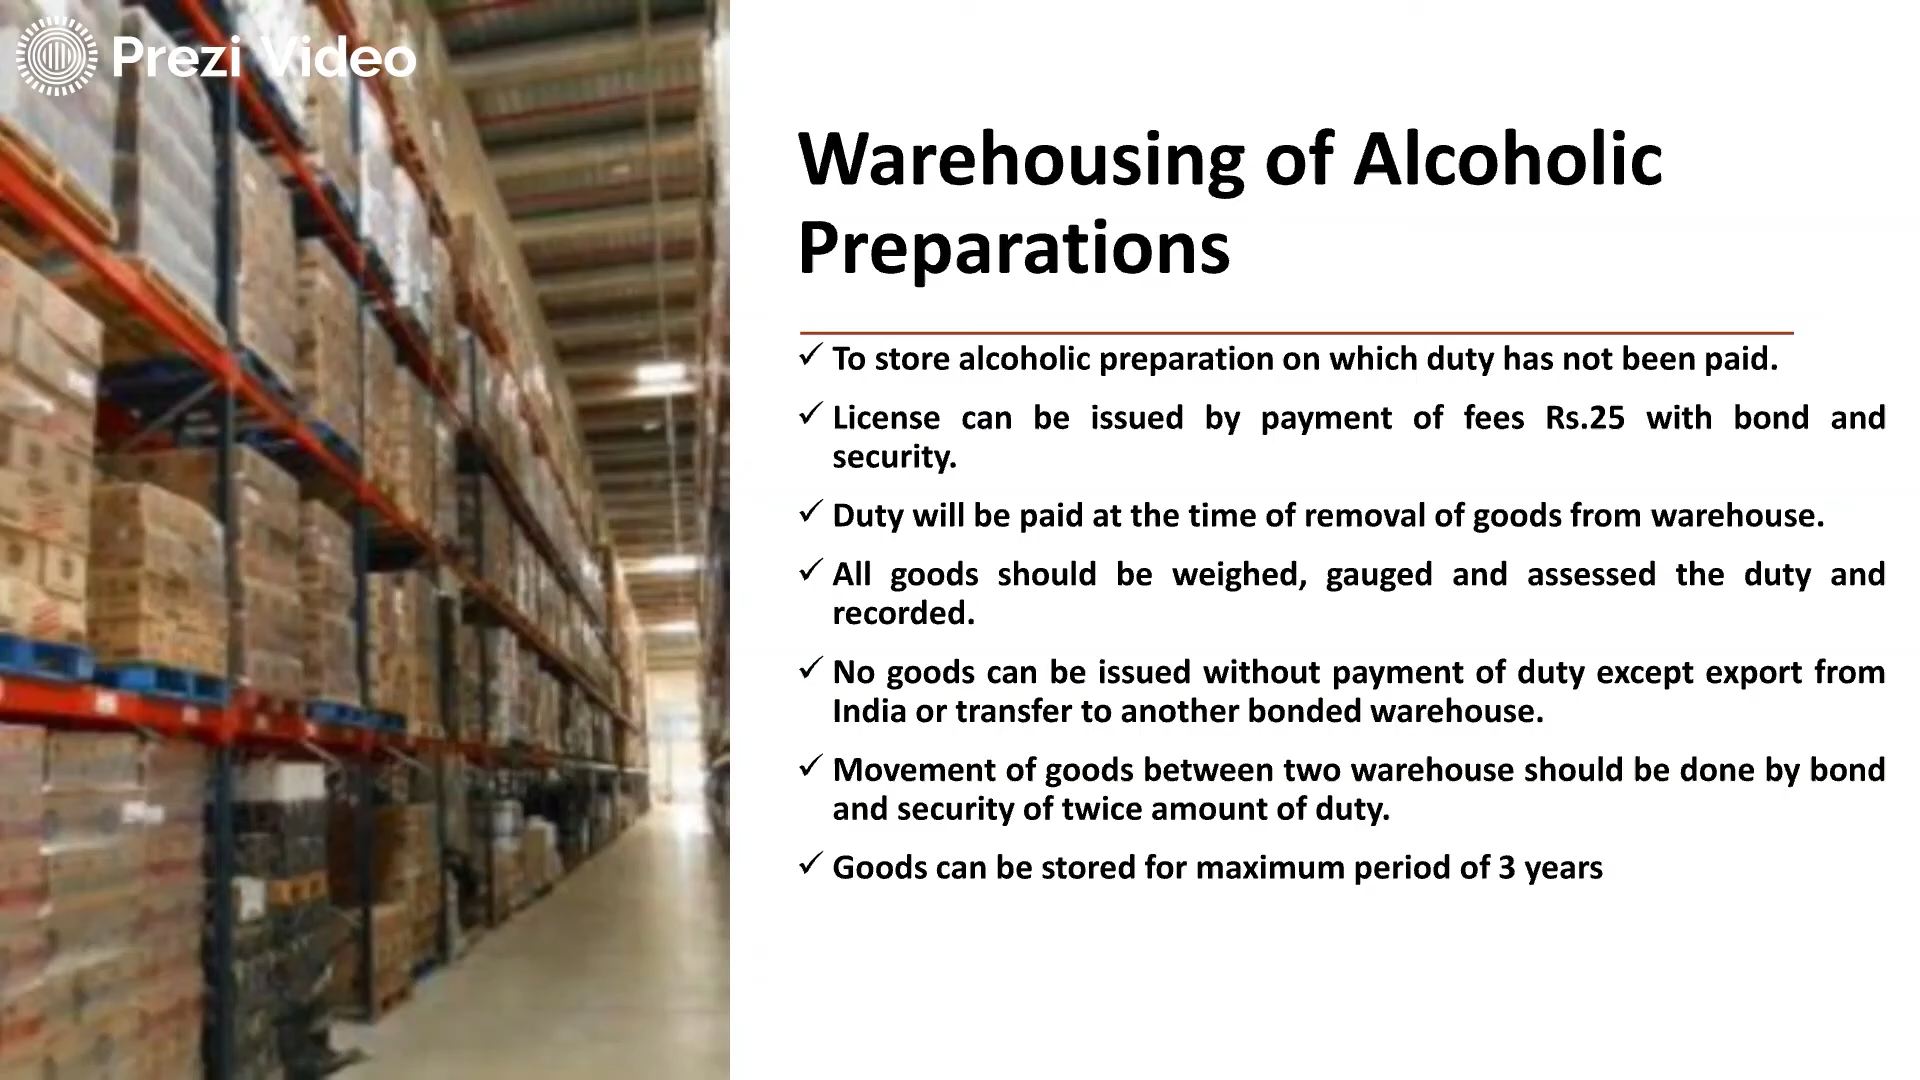 Prezi Video
Warehousing of Alcoholic
Preparations
✓ To store alcoholic preparation on which duty has not been paid.
✓ License can be issued by payment of fees Rs.25 with bond and
security.
✓ Duty will be paid at the time of removal of goods from warehouse.
✓ All goods should be weighed, gauged and assessed the duty and
recorded.
✓ No goods can be issued without payment of duty except export from
India or transfer to another bonded warehouse.
✓ Movement of goods between two warehouse should be done by bond
and security of twice amount of duty.
✓ Goods can be stored for maximum period of 3 years